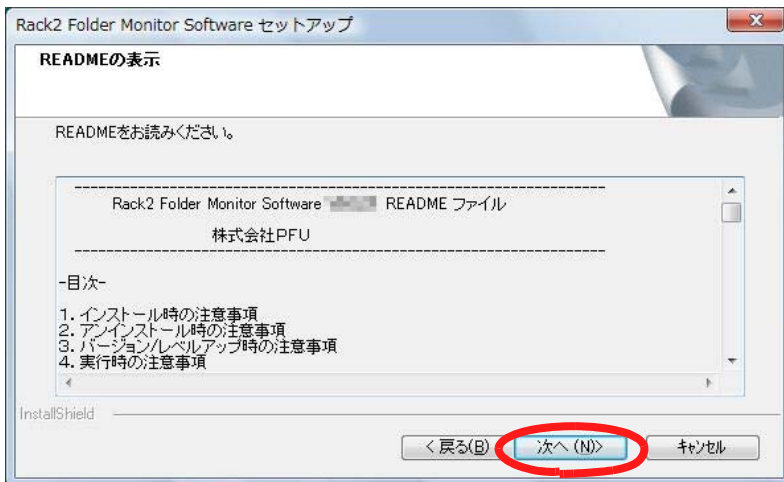 Rack2 Folder Monitor Software セットアップ
READMEの表示
READMEをお読みください。
--------------------------------------------------------------
Rack2 Folder Monitor Software README ファイル
株式会社PFU
--------------------------------------------------------------
-目次-
1. インストール時の注意事項
2. アンインストール時の注意事項
3. バージョン/レベルアップ時の注意事項
4. 実行時の注意事項
InstallShield
< 戻る(B)
次へ(N)>
キャンセル